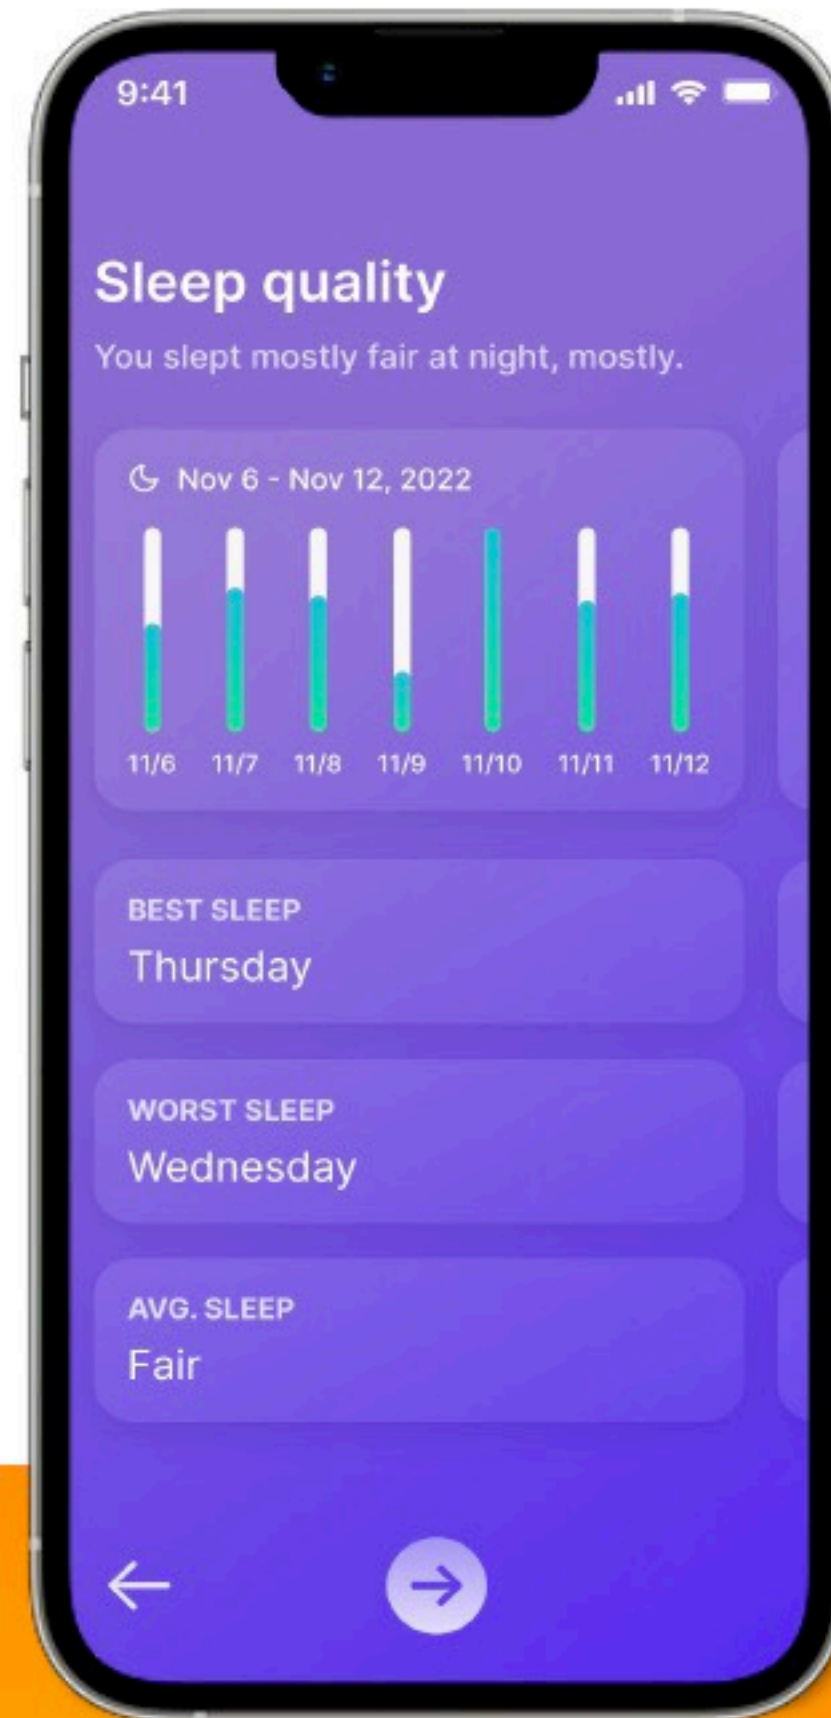 9:41
Sleep quality
You slept mostly fair at night, mostly.
Nov 6 - Nov 12, 2022
11/6 11/7 11/8 11/9 11/10 11/11 11/12
BEST SLEEP
Thursday
WORST SLEEP
Wednesday
AVG. SLEEP
Fair